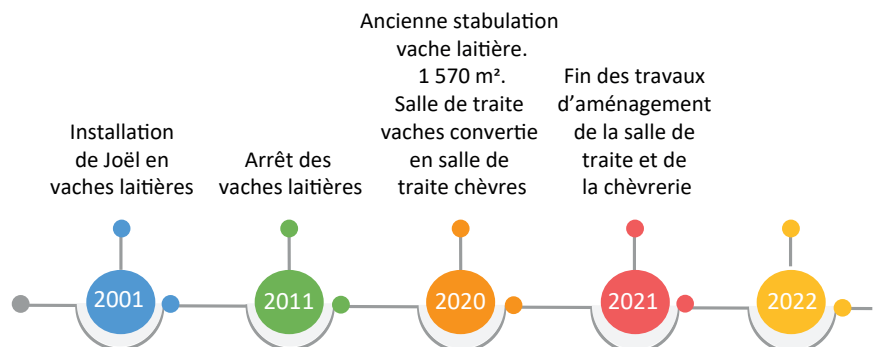 Installation
de Joël en
vaches laitières
2001
Arrêt des
vaches laitières
2011
Ancienne stabulation
vache laitière.
1 570 m².
Salle de traite
vaches convertie
en salle de
traite chèvres
2020
Fin des travaux
d’aménagement
de la salle de
traite et de
la chèvrerie
2021
2022